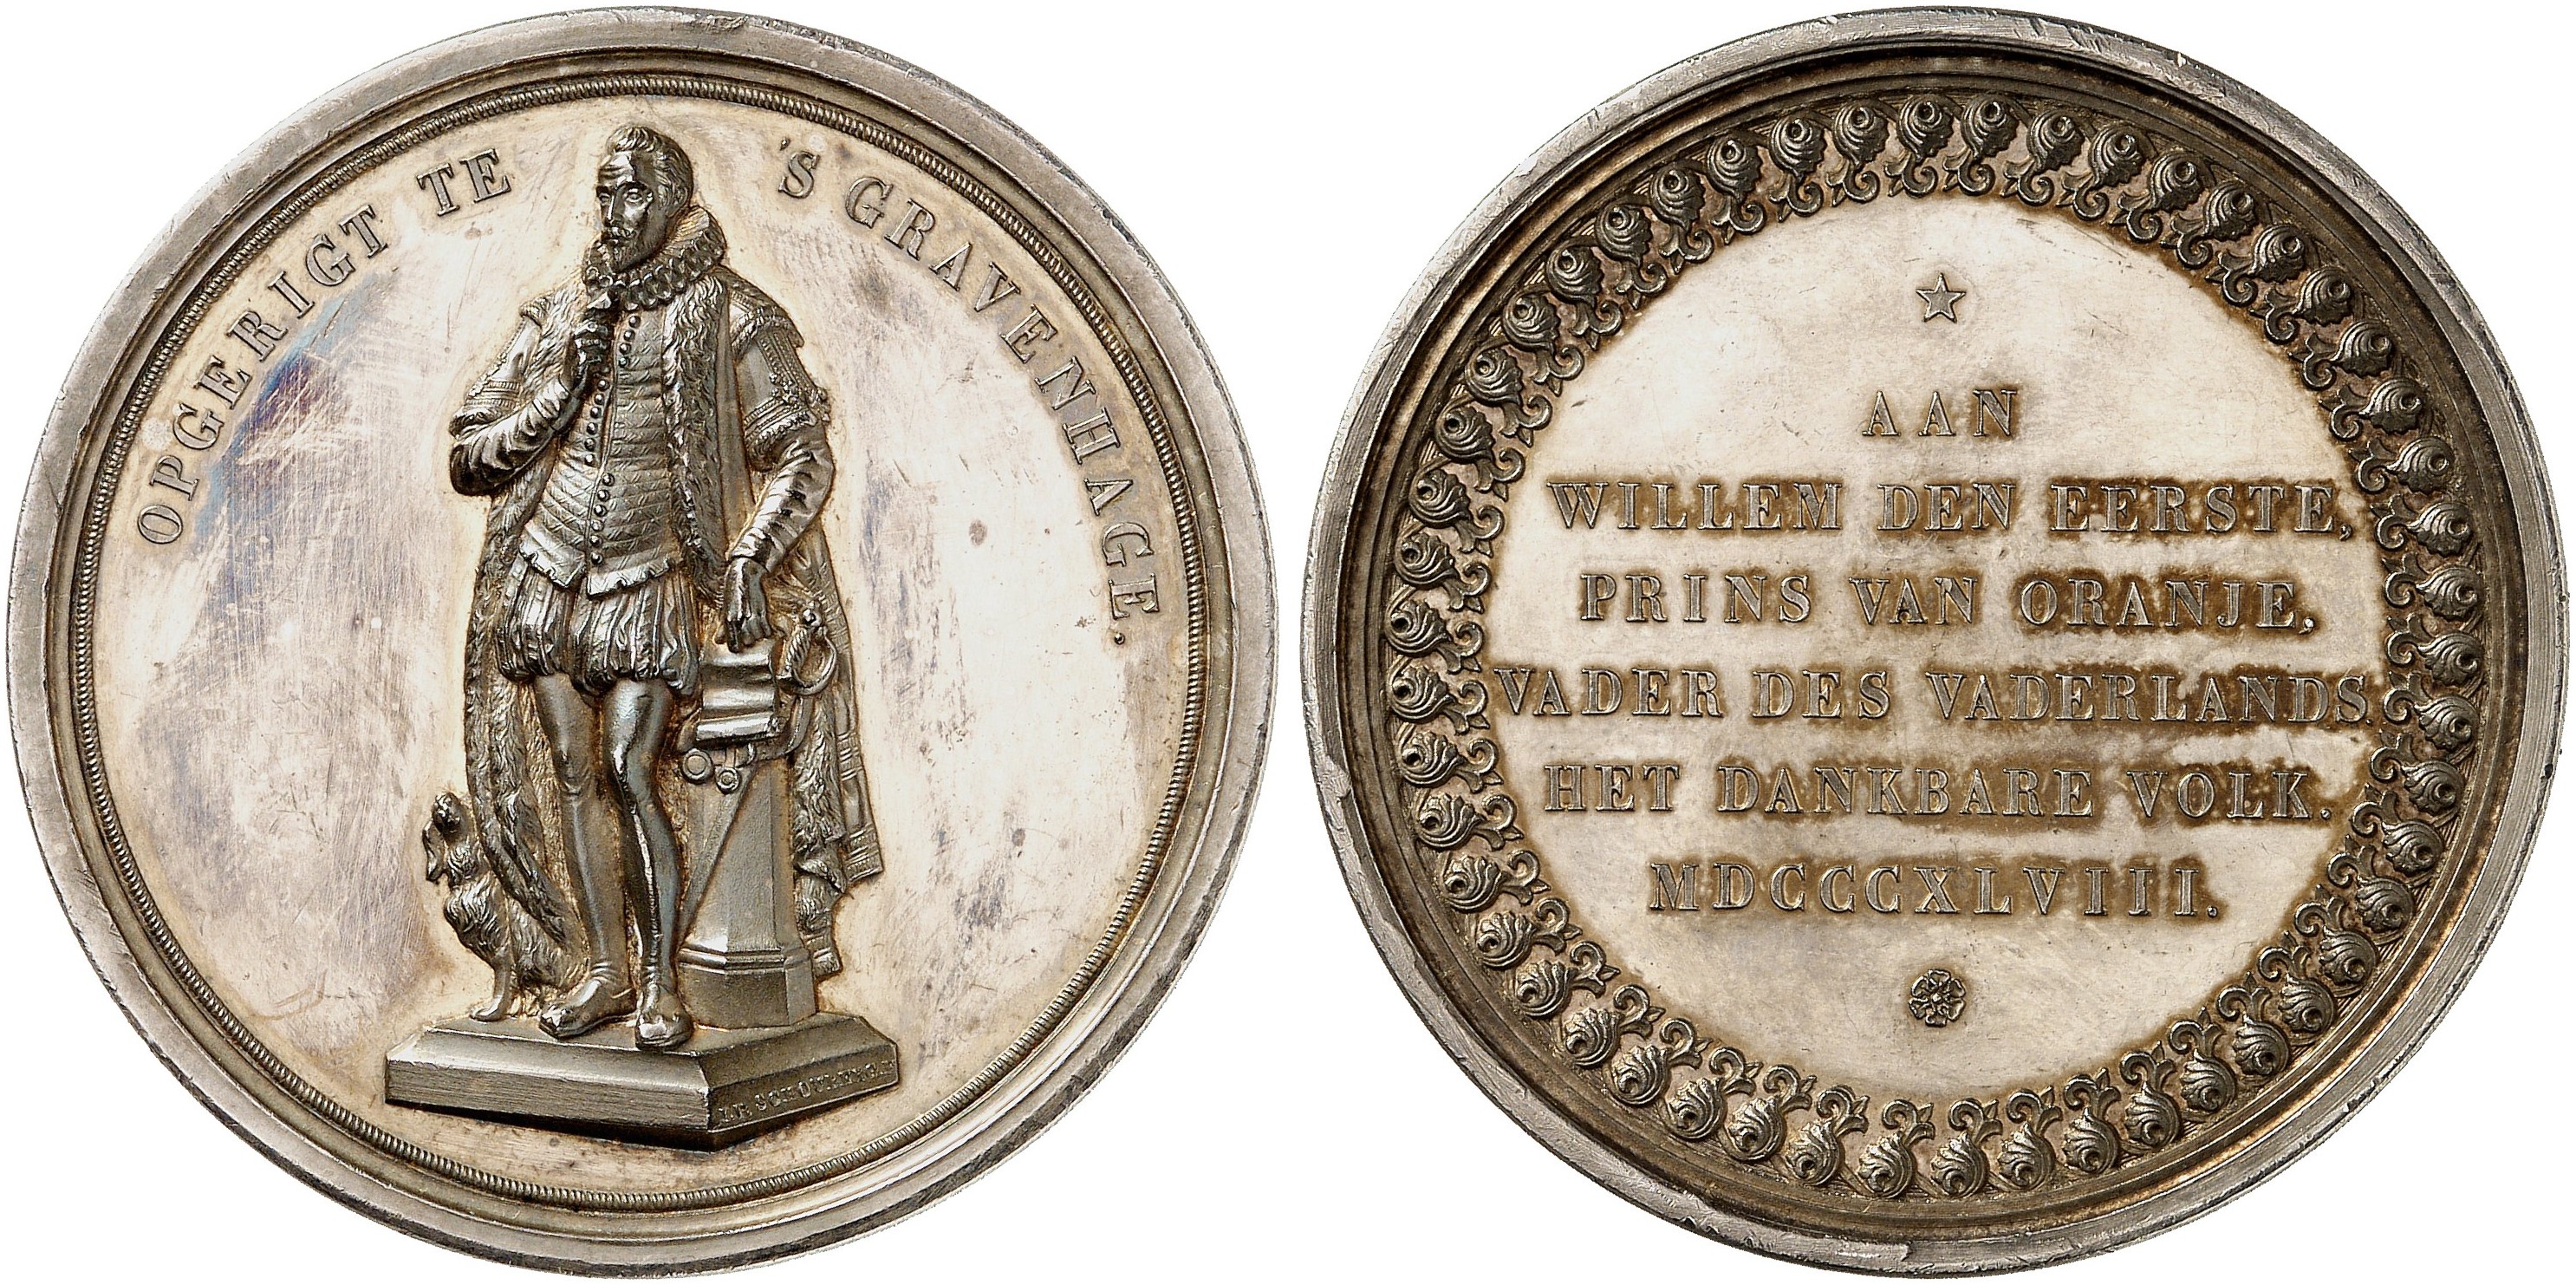 OPGERIGT TE 'S GRAVENHAGE.
AAN
WILLEM DEN EERSTE,
PRINS VAN ORANJE,
VADER DES VADERLANDS.
HET DANKBARE VOLK.
MDCCCXLVIII.